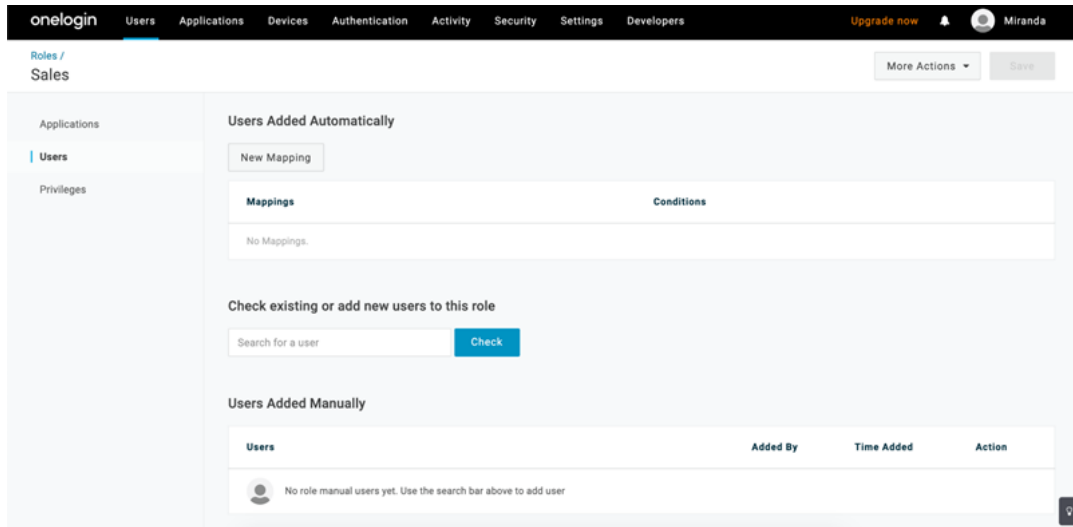 onelogin Users Applications Devices Authentication Activity Security Settings Developers Upgrade now Miranda
Roles /
Sales
More Actions Save
Applications
Users
Privileges
Users Added Automatically
New Mapping
Mappings Conditions
No Mappings.
Check existing or add new users to this role
Search for a user Check
Users Added Manually
Users Added By Time Added Action
No role manual users yet. Use the search bar above to add user